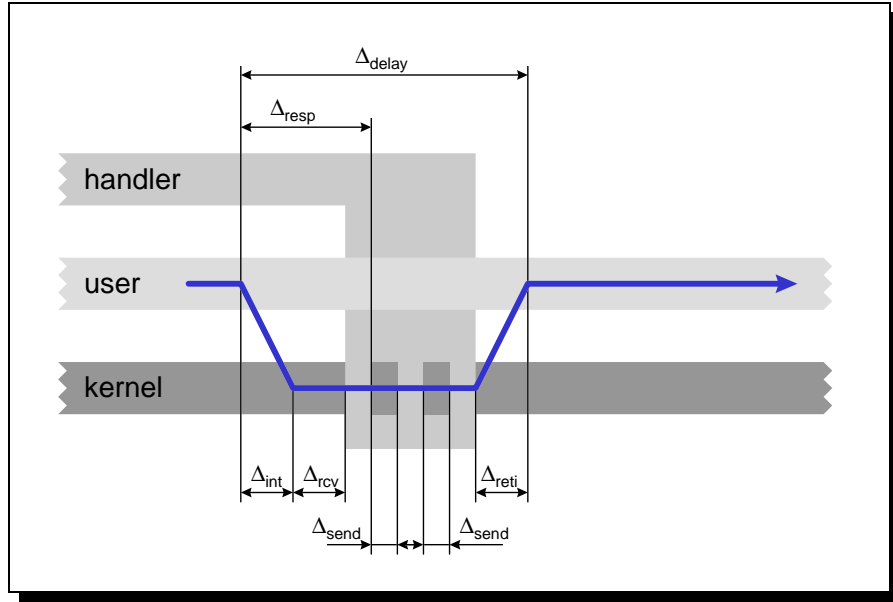 Δdelay
Δresp
handler
user
kernel
Δint
Δrcv
Δreti
Δsend
Δsend